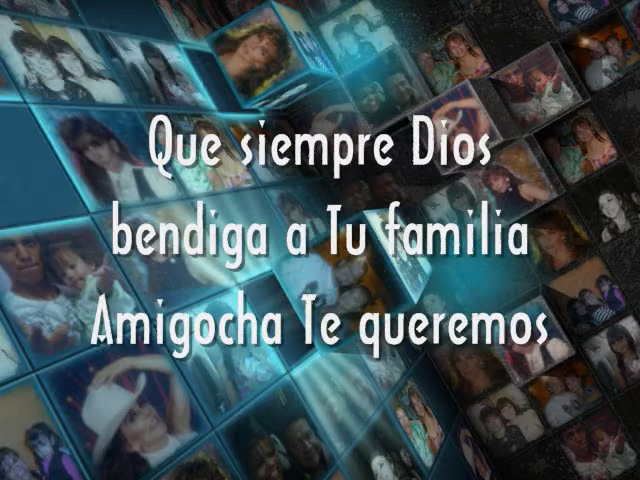 Que siempre Dios
bendiga a Tu familia
Amigocha Te queremos